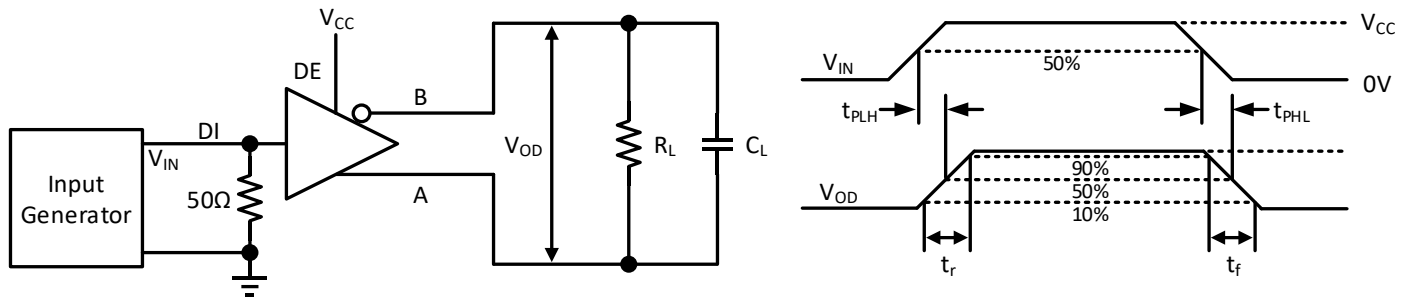 V_CC
DE
B
DI
V_IN
Input
Generator
50Ω
A
V_OD
R_L
C_L
V_CC
V_IN
50%
0V
t_PLH
t_PHL
90%
V_OD
50%
10%
t_r
t_f